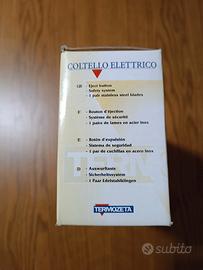 COLTELLO ELETTRICO
GB - Eject button
- Safety system
- 1 pair stainless steel blades
F - Bouton d'éjection
- Système de sécurité
- 1 paire de lames en acier inox
E - Botón d'expulsión
- Sistema de seguridad
- 1 par de cuchillas en acero inox
D - Auswurftaste
- Sicherheitssystem
- 1 Paar Edelstahlklingen
TERMOZETA
subito